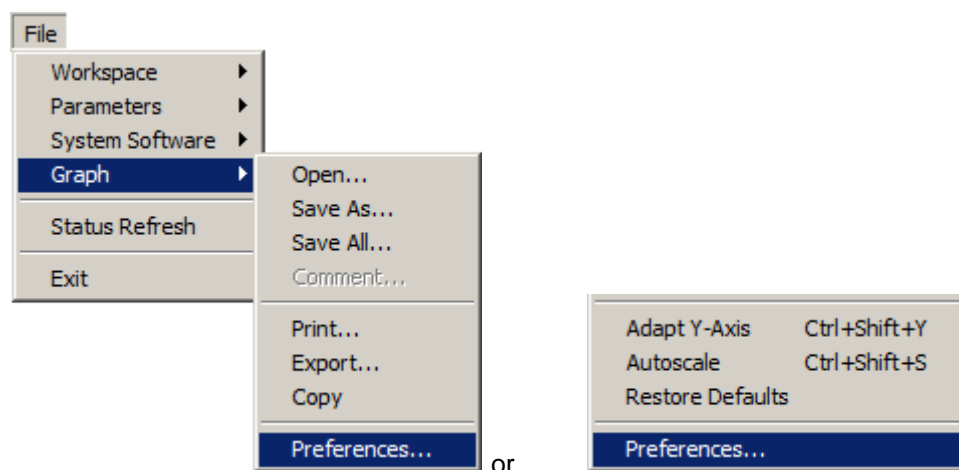 File
Workspace
Parameters
System Software
Graph
Status Refresh
Exit
Open...
Save As...
Save All...
Comment...
Print...
Export...
Copy
Preferences...
or
Adapt Y-Axis Ctrl+Shift+Y
Autoscale Ctrl+Shift+S
Restore Defaults
Preferences...